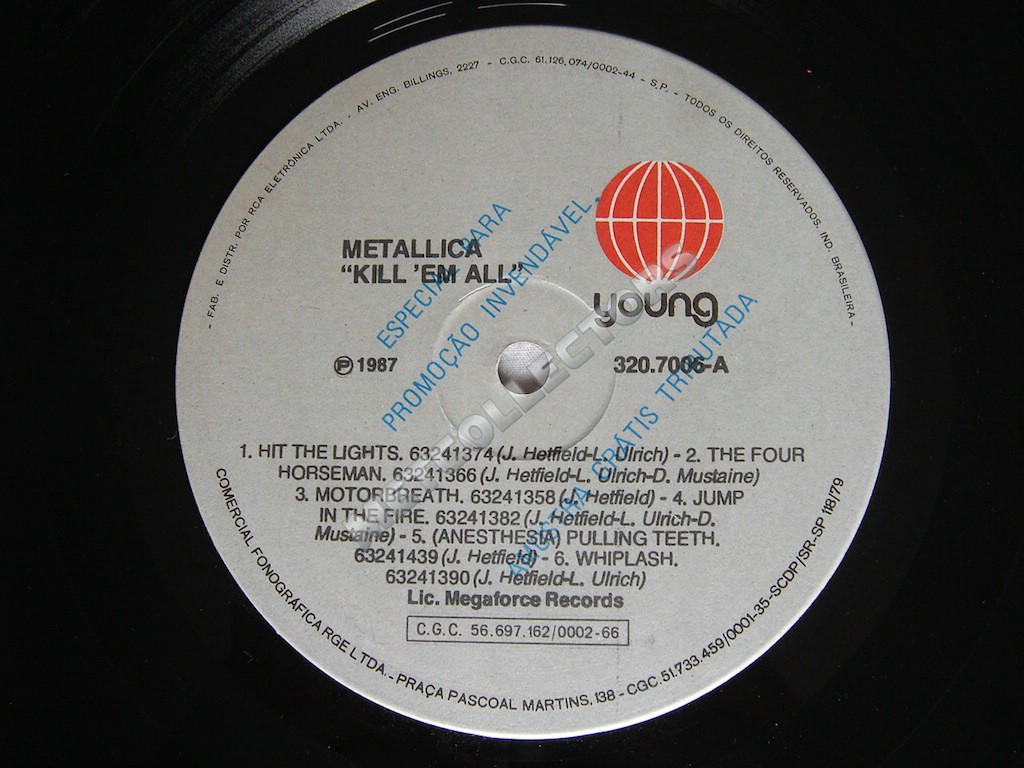 - FAB. E DISTR. POR RCA ELETRÔNICA LTDA. - AV. ENG. BILLINGS, 2227 - C.G.C. 61.126.074/0002-44 - S.P. - TODOS OS DIREITOS RESERVADOS. IND. BRASILEIRA -
METALLICA
“KILL 'EM ALL”
young
ESPECIAL PARA
PROMOÇÃO INVENDÁVEL.
AMOSTRA GRÁTIS TRIBUTADA
℗ 1987
320.7006-A
1. HIT THE LIGHTS. 63241374 (J. Hetfield-L. Ulrich) - 2. THE FOUR
HORSEMAN. 63241366 (J. Hetfield-L. Ulrich-D. Mustaine)
3. MOTORBREATH. 63241358 (J. Hetfield) - 4. JUMP
IN THE FIRE. 63241382 (J. Hetfield-L. Ulrich-D.
Mustaine) - 5. (ANESTHESIA) PULLING TEETH.
63241439 (J. Hetfield) - 6. WHIPLASH.
63241390 (J. Hetfield-L. Ulrich)
Lic. Megaforce Records
C.G.C. 56.697.162/0002-66
COMERCIAL FONOGRÁFICA RGE LTDA. - PRAÇA PASCOAL MARTINS, 138 - CGC. 51.733.459/0001-35-SCDP/SR-SP 118/79